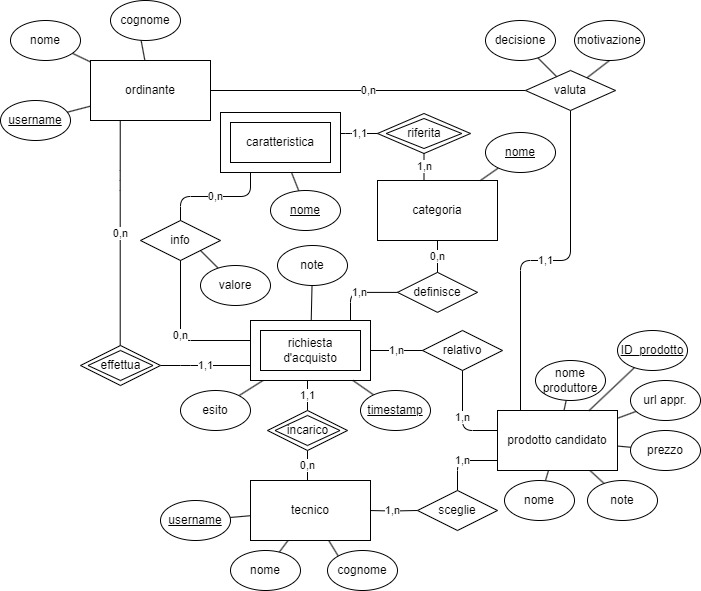 cognome
nome
decisione
motivazione
ordinante
0,n
valuta
username
caratteristica
1,1
riferita
nome
1,n
0,n
nome
categoria
0,n
info
1,1
0,n
note
valore
1,n
definisce
0,n
richiesta
d'acquisto
1,n
relativo
ID_prodotto
effettua
1,1
nome
produttore
url appr.
1,1
esito
timestamp
1,n
incarico
prodotto candidato
prezzo
0,n
1,n
nome
note
username
tecnico
1,n
sceglie
nome
cognome